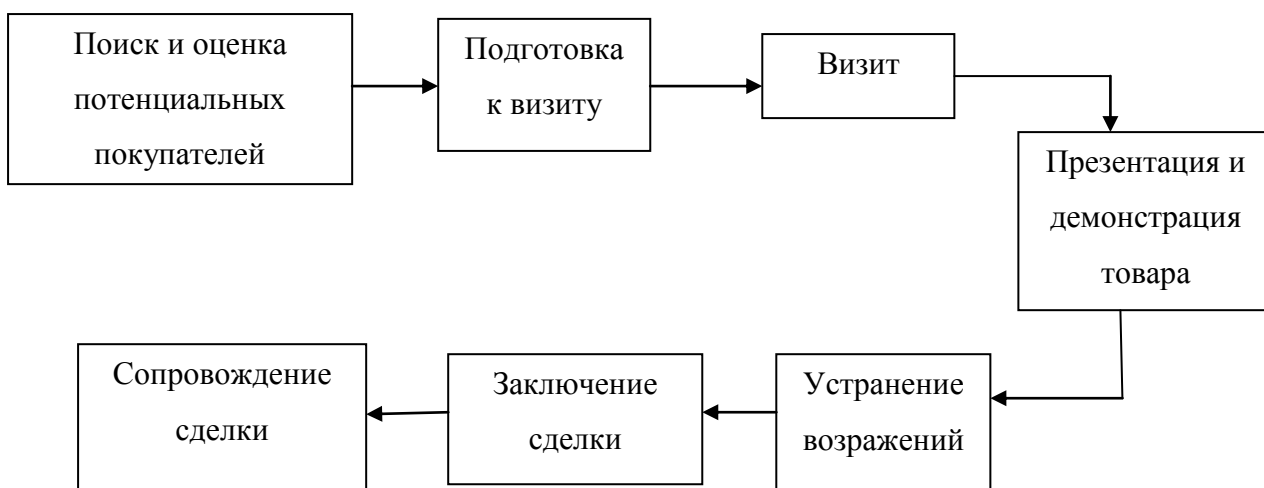 Поиск и оценка
потенциальных
покупателей
Подготовка
к визиту
Визит
Презентация и
демонстрация
товара
Устранение
возражений
Заключение
сделки
Сопровождение
сделки